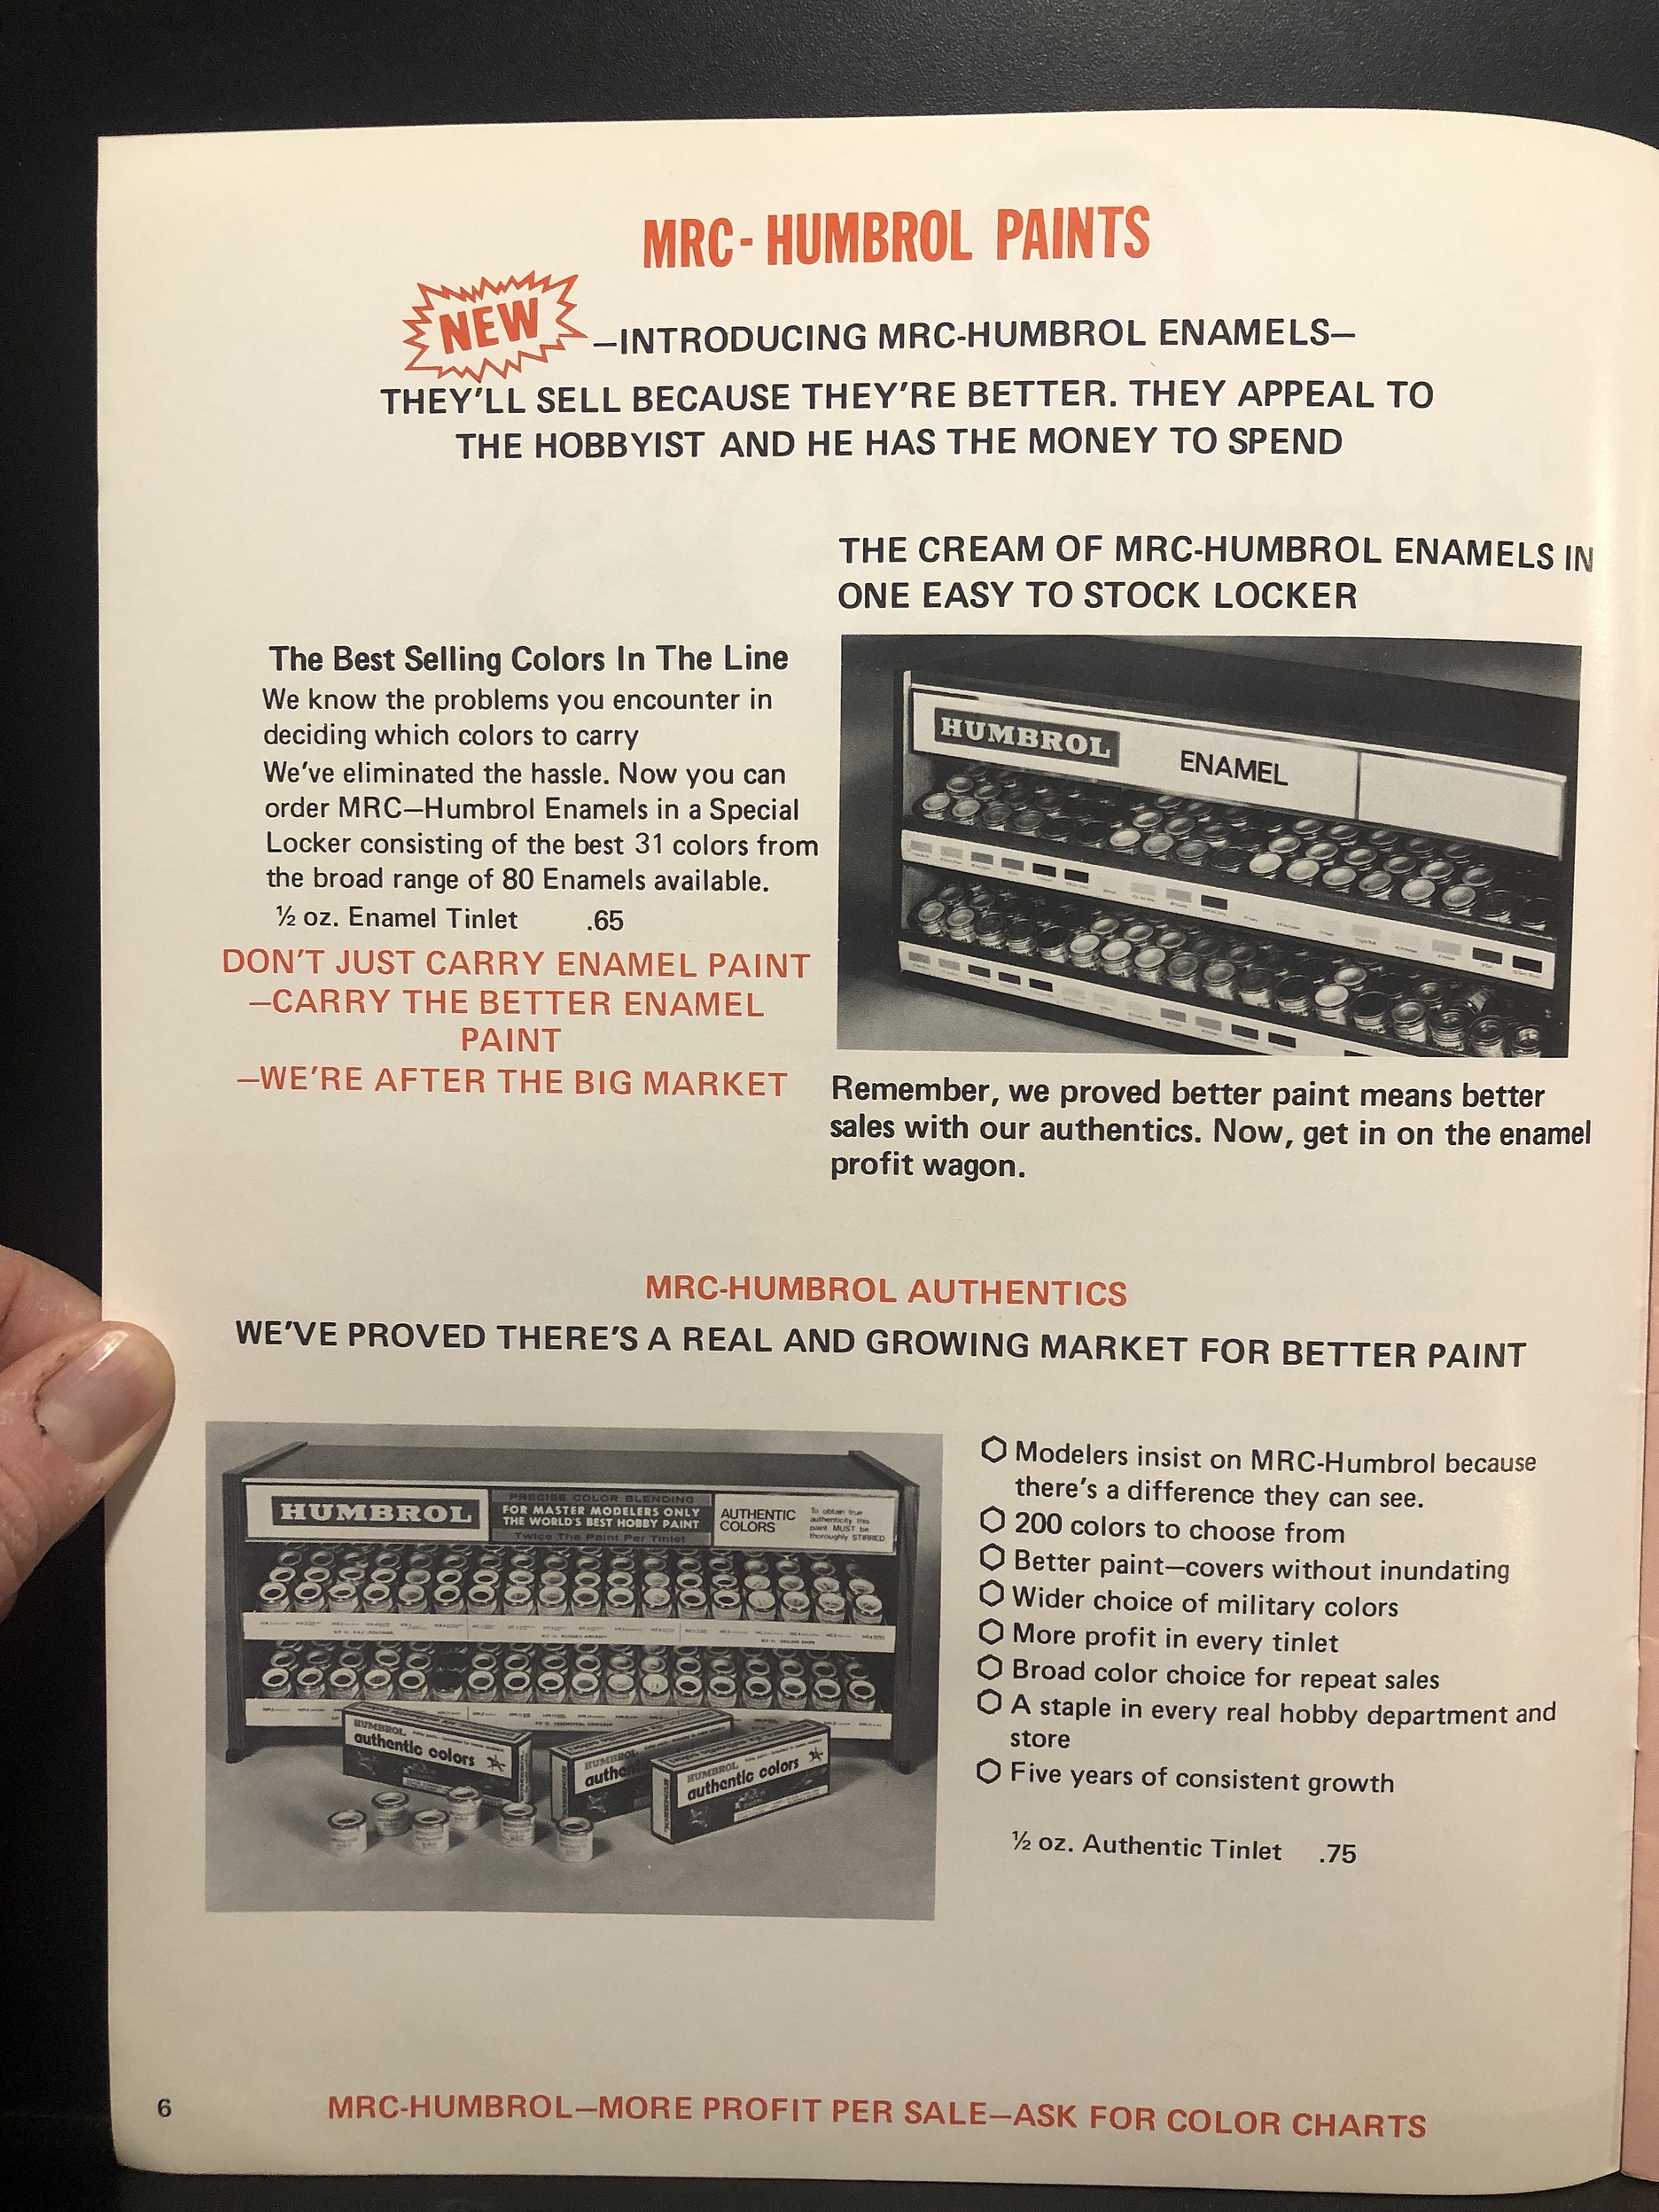 MRC-HUMBROL PAINTS
NEW
—INTRODUCING MRC-HUMBROL ENAMELS—
THEY'LL SELL BECAUSE THEY'RE BETTER. THEY APPEAL TO
THE HOBBYIST AND HE HAS THE MONEY TO SPEND
THE CREAM OF MRC-HUMBROL ENAMELS IN
ONE EASY TO STOCK LOCKER
The Best Selling Colors In The Line
We know the problems you encounter in
deciding which colors to carry
We've eliminated the hassle. Now you can
order MRC—Humbrol Enamels in a Special
Locker consisting of the best 31 colors from
the broad range of 80 Enamels available.
½ oz. Enamel Tinlet .65
DON'T JUST CARRY ENAMEL PAINT
—CARRY THE BETTER ENAMEL
PAINT
—WE'RE AFTER THE BIG MARKET
HUMBROL
ENAMEL
Remember, we proved better paint means better
sales with our authentics. Now, get in on the enamel
profit wagon.
MRC-HUMBROL AUTHENTICS
WE'VE PROVED THERE'S A REAL AND GROWING MARKET FOR BETTER PAINT
HUMBROL
PRECISE COLOR BLENDING
FOR MASTER MODELERS ONLY
THE WORLD'S BEST HOBBY PAINT
Twice The Paint Per Tinlet
AUTHENTIC
COLORS
To obtain true
authenticity this
paint MUST be
thoroughly STIRRED
HUMBROL
authentic colors
HUMBROL
HUMBROL
authentic colors
HUMBROL
Modelers insist on MRC-Humbrol because
there's a difference they can see.
200 colors to choose from
Better paint—covers without inundating
Wider choice of military colors
More profit in every tinlet
Broad color choice for repeat sales
A staple in every real hobby department and
store
Five years of consistent growth
½ oz. Authentic Tinlet .75
6
MRC-HUMBROL—MORE PROFIT PER SALE—ASK FOR COLOR CHARTS